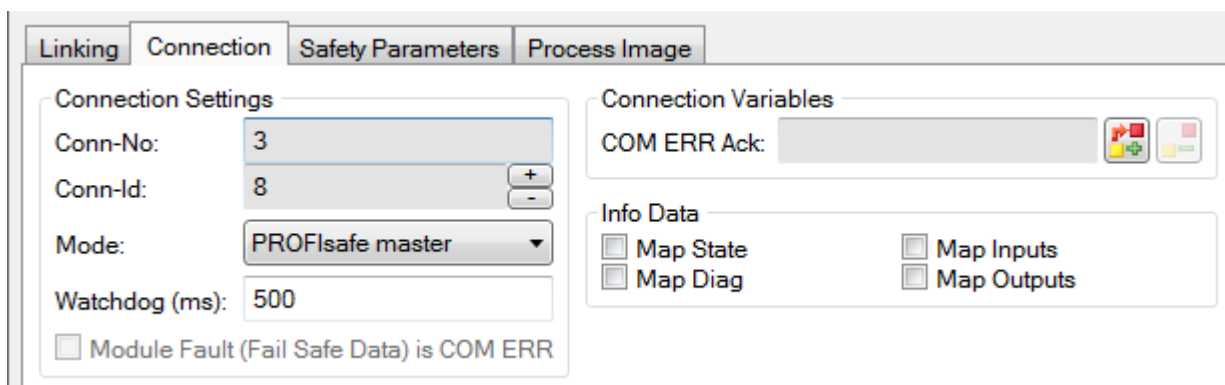 Linking Connection Safety Parameters Process Image
Connection Settings
Conn-No: 3
Conn-Id: 8 + -
Mode: PROFIsafe master
Watchdog (ms): 500
Module Fault (Fail Safe Data) is COM ERR
Connection Variables
COM ERR Ack:
Info Data
Map State Map Inputs
Map Diag Map Outputs